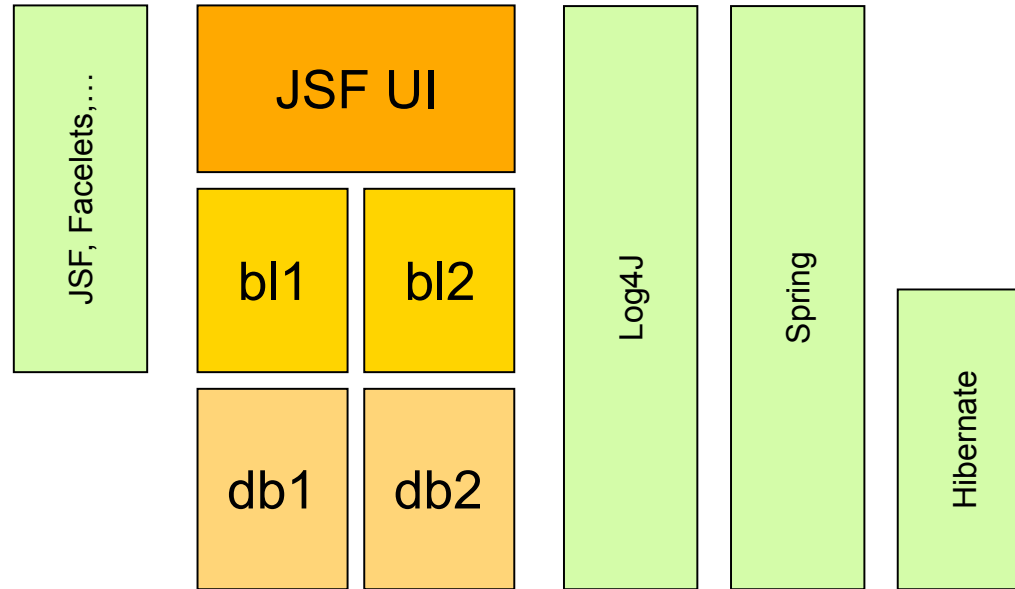 JSF, Facelets,...
JSF UI
bl1
bl2
db1
db2
Log4J
Spring
Hibernate